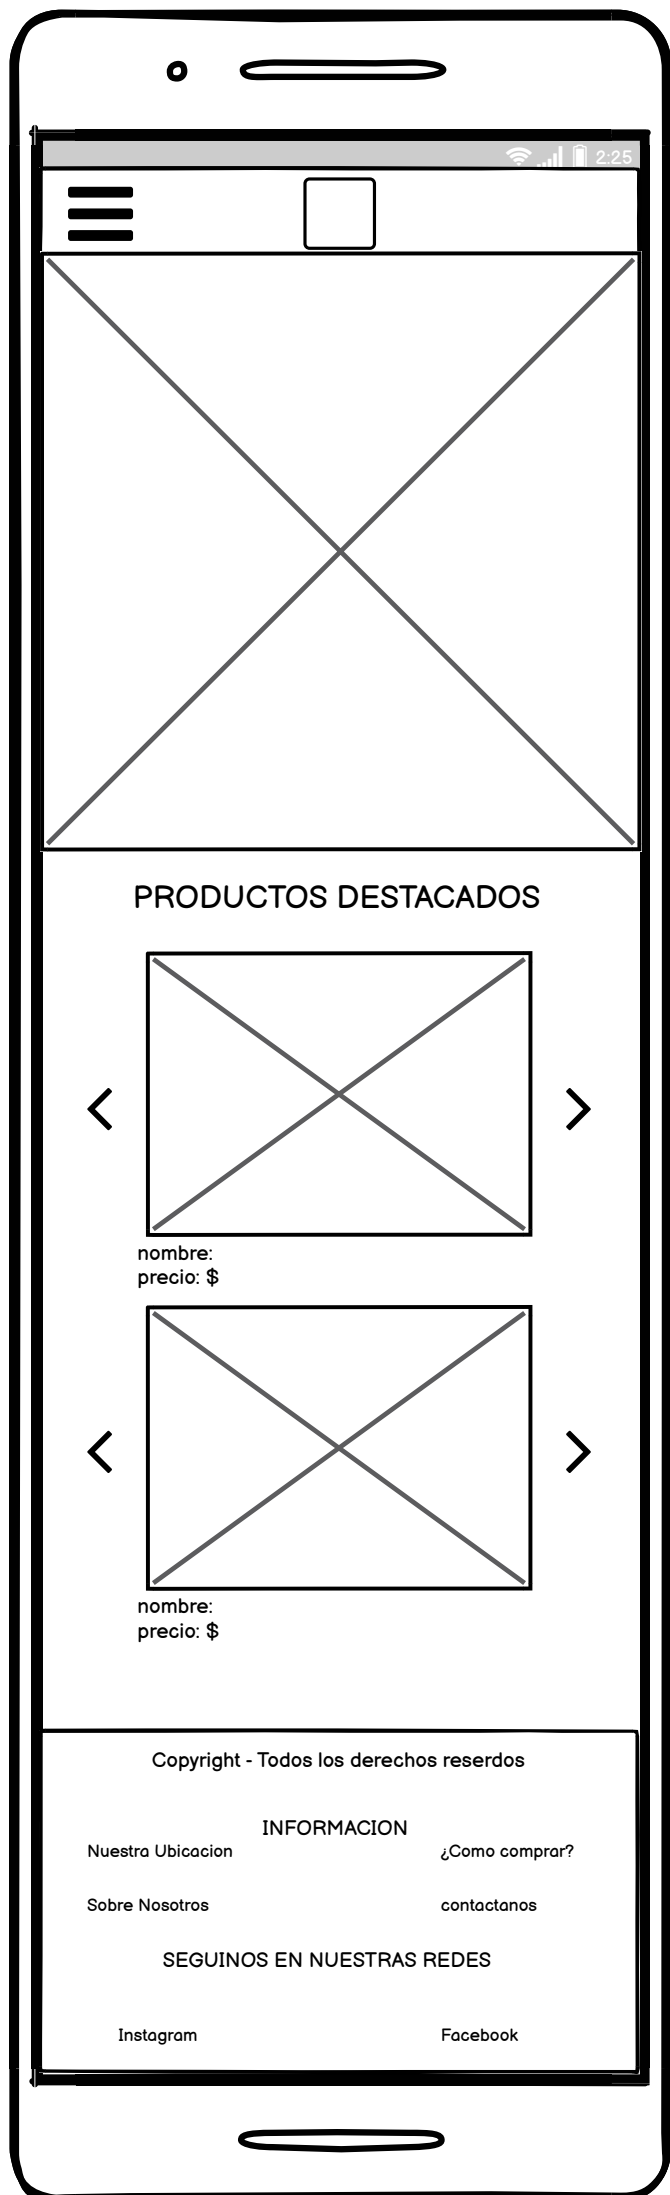 2:25
PRODUCTOS DESTACADOS
nombre:
precio: $
nombre:
precio: $
Copyright - Todos los derechos reserdos
INFORMACION
Nuestra Ubicacion
¿Como comprar?
Sobre Nosotros
contactanos
SEGUINOS EN NUESTRAS REDES
Instagram
Facebook